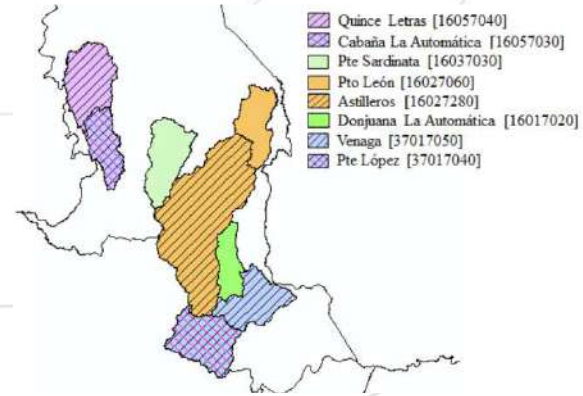 Quince Letras [16057040]
Cabaña La Automática [16057030]
Pte Sardinata [16037030]
Pto León [16027060]
Astilleros [16027280]
Donjuana La Automática [16017020]
Venaga [37017050]
Pte López [37017040]